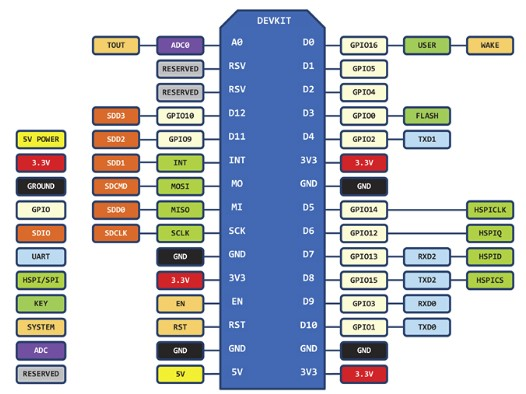 DEVKIT
TOUT ADC0 A0 D0 GPIO16 USER WAKE
RESERVED RSV D1 GPIO5
RESERVED RSV D2 GPIO4
SDD3 GPIO10 D12 D3 GPIO0 FLASH
5V POWER SDD2 GPIO9 D11 D4 GPIO2 TXD1
3.3V SDD1 INT INT 3V3 3.3V
GROUND SDCMD MOSI MO GND GND
GPIO SDD0 MISO MI D5 GPIO14 HSPICLK
SDIO SDCLK SCLK SCK D6 GPIO12 HSPIQ
UART GND GND D7 GPIO13 RXD2 HSPID
HSPI/SPI 3.3V 3V3 D8 GPIO15 TXD2 HSPICS
KEY EN EN D9 GPIO3 RXD0
SYSTEM RST RST D10 GPIO1 TXD0
ADC GND GND GND GND
RESERVED 5V 5V 3V3 3.3V